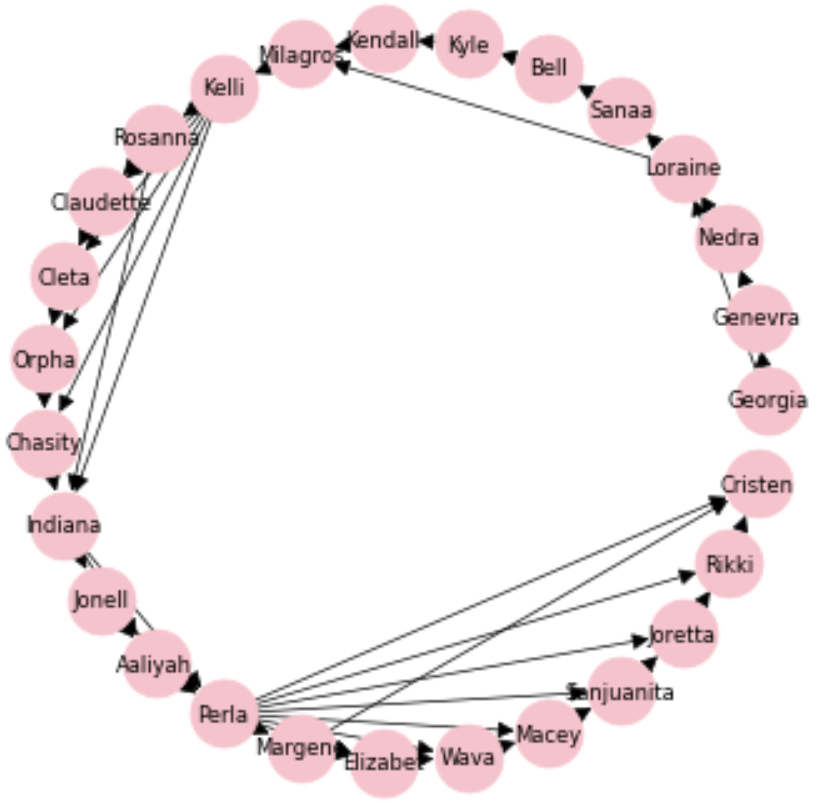 Kendall
Kyle
Milagros
Bell
Kelli
Sanaa
Rosanna
Loraine
Claudette
Nedra
Cleta
Genevra
Orpha
Georgia
Chasity
Cristen
Indiana
Rikki
Jonell
Joretta
Aaliyah
Sanjuanita
Perla
Macey
Margene
Wava
Elizabet